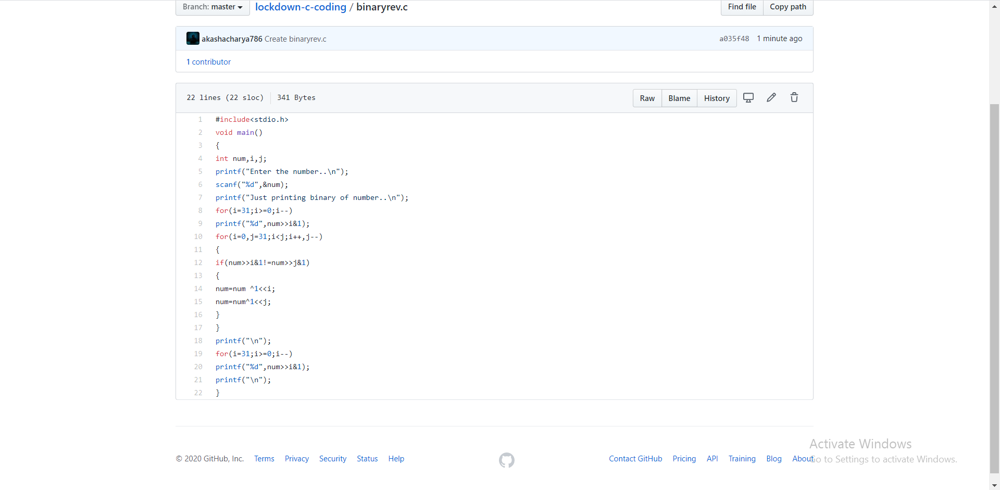 Branch: master
lockdown-c-coding / binaryrev.c
Find file
Copy path
akashacharya786 Create binaryrev.c
a035f48 1 minute ago
1 contributor
22 lines (22 sloc) 341 Bytes
Raw Blame History
1 #include<stdio.h>
2 void main()
3 {
4 int num,i,j;
5 printf("Enter the number..\n");
6 scanf("%d",&num);
7 printf("Just printing binary of number..\n");
8 for(i=31;i>=0;i--)
9 printf("%d",num>>i&1);
10 for(i=0,j=31;i<j;i++,j--)
11 {
12 if(num>>i&1!=num>>j&1)
13 {
14 num=num ^1<<i;
15 num=num^1<<j;
16 }
17 }
18 printf("\n");
19 for(i=31;i>=0;i--)
20 printf("%d",num>>i&1);
21 printf("\n");
22 }
Activate Windows
Go to Settings to activate Windows.
© 2020 GitHub, Inc. Terms Privacy Security Status Help
Contact GitHub Pricing API Training Blog About